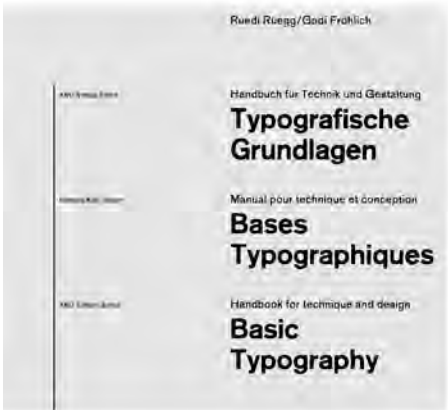 Ruedi Rüegg/Godi Fröhlich
Handbuch für Technik und Gestaltung
Typografische
Grundlagen
Manual pour technique et conception
Bases
Typographiques
Handbook for technique and design
Basic
Typography